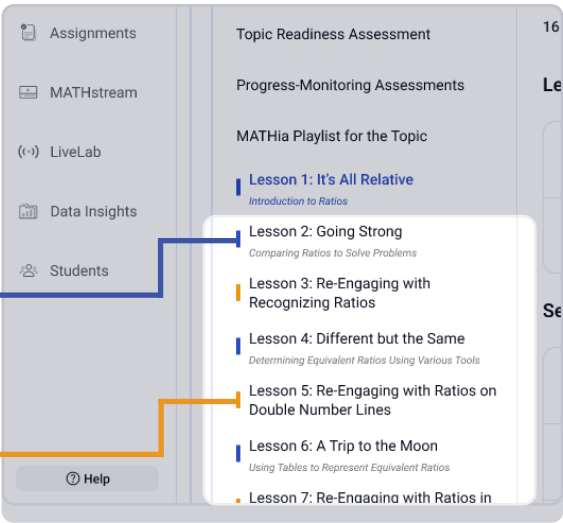 Assignments
MATHstream
LiveLab
Data Insights
Students
Help
Topic Readiness Assessment
Progress-Monitoring Assessments
MATHia Playlist for the Topic
Lesson 1: It's All Relative
Introduction to Ratios
Lesson 2: Going Strong
Comparing Ratios to Solve Problems
Lesson 3: Re-Engaging with
Recognizing Ratios
Lesson 4: Different but the Same
Determining Equivalent Ratios Using Various Tools
Lesson 5: Re-Engaging with Ratios on
Double Number Lines
Lesson 6: A Trip to the Moon
Using Tables to Represent Equivalent Ratios
Lesson 7: Re-Engaging with Ratios in
16
Le
Se